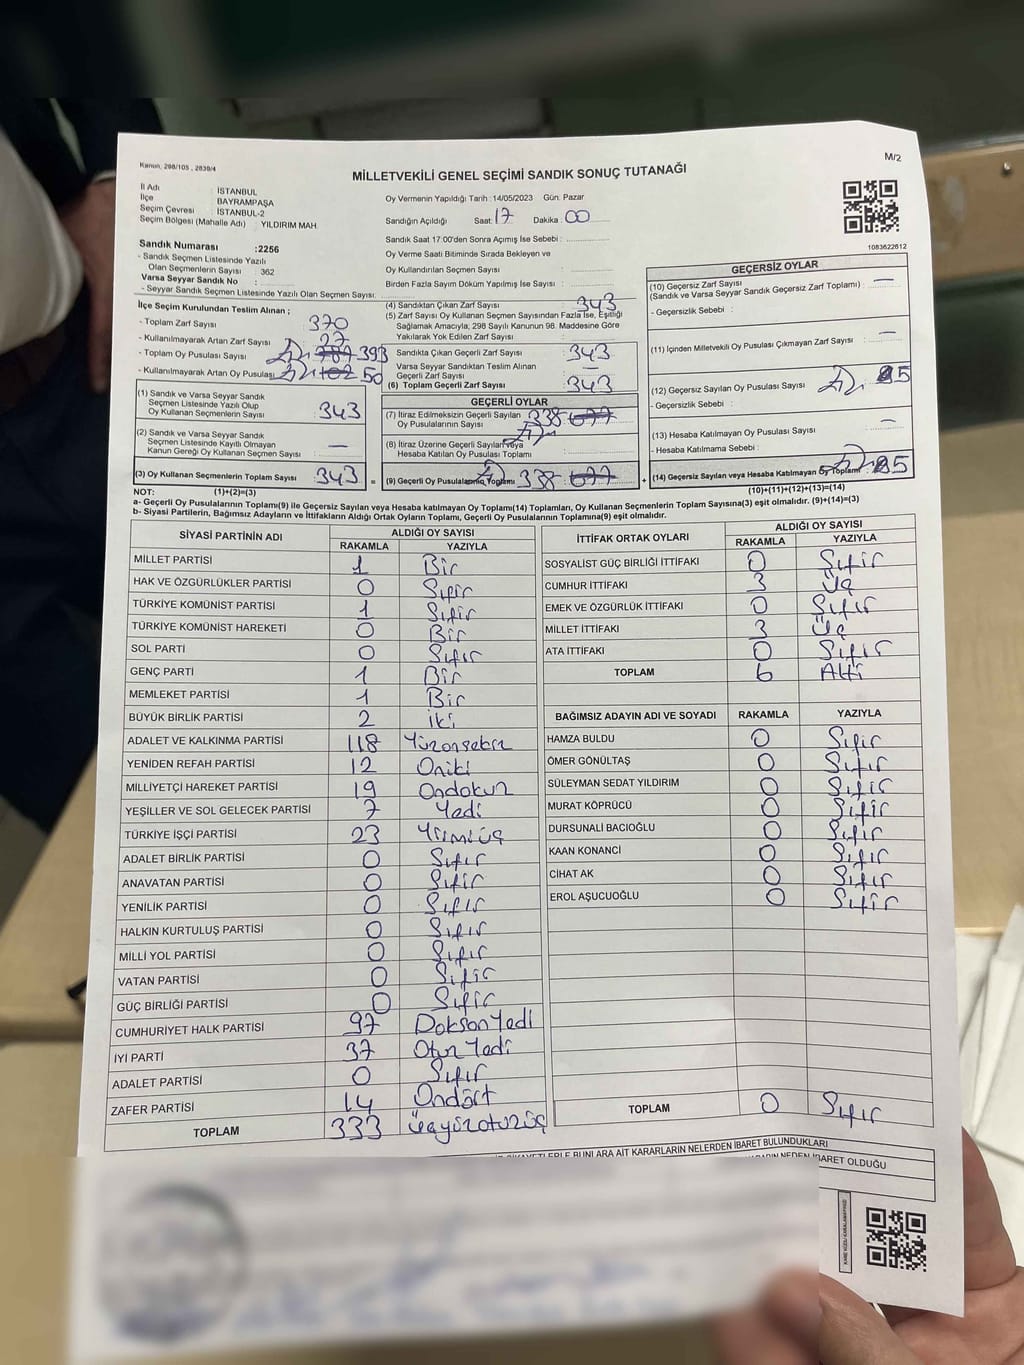 Kanun, 298/105 , 2839/4
M/2
MİLLETVEKİLİ GENEL SEÇİMİ SANDIK SONUÇ TUTANAĞI
İl Adı : İSTANBUL
İlçe : BAYRAMPAŞA
Seçim Çevresi : İSTANBUL-2
Seçim Bölgesi (Mahalle Adı) : YILDIRIM MAH.
Oy Vermenin Yapıldığı Tarih : 14/05/2023 Gün: Pazar
Sandığın Açıldığı Saat : 17 Dakika : 00
Sandık Saat 17:00'den Sonra Açımış İse Sebebi :
Oy Verme Saati Bitiminde Sırada Bekleyen ve
Oy Kullandırılan Seçmen Sayısı :
Birden Fazla Sayım Döküm Yapılmış İse Sayısı :
1083622612
Sandık Numarası :2256
- Sandık Seçmen Listesinde Yazılı
Olan Seçmenlerin Sayısı : 362
Varsa Seyyar Sandık No :
- Seyyar Sandık Seçmen Listesinde Yazılı Olan Seçmen Sayısı:
İlçe Seçim Kurulundan Teslim Alınan ;
- Toplam Zarf Sayısı : 370
- Kullanılmayarak Artan Zarf Sayısı : 27
- Toplam Oy Pusulası Sayısı : 393
- Kullanılmayarak Artan Oy Pusulası : 50
(4) Sandıktan Çıkan Zarf Sayısı : 343
(5) Zarf Sayısı Oy Kullanan Seçmen Sayısından Fazla İse, Eşitliği
Sağlamak Amacıyla; 298 Sayılı Kanunun 98. Maddesine Göre
Yakılarak Yok Edilen Zarf Sayısı :
Sandıkta Çıkan Geçerli Zarf Sayısı : 343
Varsa Seyyar Sandıktan Teslim Alınan
Geçerli Zarf Sayısı : —
(6) Toplam Geçerli Zarf Sayısı : 343
GEÇERSİZ OYLAR
(10) Geçersiz Zarf Sayısı : —
(Sandık ve Varsa Seyyar Sandık Geçersiz Zarf Toplamı)
- Geçersizlik Sebebi :
(11) İçinden Milletvekili Oy Pusulası Çıkmayan Zarf Sayısı : —
(12) Geçersiz Sayılan Oy Pusulası Sayısı : 5
- Geçersizlik Sebebi :
(13) Hesaba Katılmayan Oy Pusulası Sayısı : —
- Hesaba Katılmama Sebebi :
(14) Geçersiz Sayılan veya Hesaba Katılmayan Oy Toplamı : 5
(10)+(11)+(12)+(13)=(14)
(1) Sandık ve Varsa Seyyar Sandık
Seçmen Listesinde Yazılı Olup
Oy Kullanan Seçmenlerin Sayısı : 343
(2) Sandık ve Varsa Seyyar Sandık
Seçmen Listesinde Kayıtlı Olmayan
Kanun Gereği Oy Kullanan Seçmen Sayısı : —
(3) Oy Kullanan Seçmenlerin Toplam Sayısı : 343 =
GEÇERLİ OYLAR
(7) İtiraz Edilmeksizin Geçerli Sayılan
Oy Pusulalarının Sayısı : 338 677
(8) İtiraz Üzerine Geçerli Sayılan veya
Hesaba Katılan Oy Pusulası Toplamı :
(9) Geçerli Oy Pusulalarının Toplamı : 338 677 +
NOT: (1)+(2)=(3)
a- Geçerli Oy Pusulalarının Toplamı(9) ile Geçersiz Sayılan veya Hesaba katılmayan Oy Toplam(14) Toplamları, Oy Kullanan Seçmenlerin Toplam Sayısına(3) eşit olmalıdır. (9)+(14)=(3)
b- Siyasi Partilerin, Bağımsız Adayların ve İttifakların Aldığı Ortak Oyların Toplamı, Geçerli Oy Pusulalarının Toplamına(9) eşit olmalıdır.
SİYASİ PARTİNİN ADI ALDIĞI OY SAYISI
RAKAMLA YAZIYLA
MİLLET PARTİSİ 1 Bir
HAK VE ÖZGÜRLÜKLER PARTİSİ 0 Sıfır
TÜRKİYE KOMÜNİST PARTİSİ 1 Sıfır
TÜRKİYE KOMÜNİST HAREKETİ 0 Bir
SOL PARTİ 0 Sıfır
GENÇ PARTİ 1 Bir
MEMLEKET PARTİSİ 1 Bir
BÜYÜK BİRLİK PARTİSİ 2 iki
ADALET VE KALKINMA PARTİSİ 118 Yüzonsekiz
YENİDEN REFAH PARTİSİ 12 Oniki
MİLLİYETÇİ HAREKET PARTİSİ 19 Ondokuz
YEŞİLLER VE SOL GELECEK PARTİSİ 7 Yedi
TÜRKİYE İŞÇİ PARTİSİ 23 Yirmiüç
ADALET BİRLİK PARTİSİ 0 Sıfır
ANAVATAN PARTİSİ 0 Sıfır
YENİLİK PARTİSİ 0 Sıfır
HALKIN KURTULUŞ PARTİSİ 0 Sıfır
MİLLİ YOL PARTİSİ 0 Sıfır
VATAN PARTİSİ 0 Sıfır
GÜÇ BİRLİĞİ PARTİSİ 0 Sıfır
CUMHURİYET HALK PARTİSİ 97 DoksanYedi
İYİ PARTİ 37 OtuzYedi
ADALET PARTİSİ 0 Sıfır
ZAFER PARTİSİ 14 Ondört
TOPLAM 333 Üçyüzotuzüç
İTTİFAK ORTAK OYLARI ALDIĞI OY SAYISI
RAKAMLA YAZIYLA
SOSYALİST GÜÇ BİRLİĞİ İTTİFAKI 0 Sıfır
CUMHUR İTTİFAKI 3 Üç
EMEK VE ÖZGÜRLÜK İTTİFAKI 0 Sıfır
MİLLET İTTİFAKI 3 Üç
ATA İTTİFAKI 0 Sıfır
TOPLAM 6 Altı
BAĞIMSIZ ADAYIN ADI VE SOYADI RAKAMLA YAZIYLA
HAMZA BULDU 0 Sıfır
ÖMER GÖNÜLTAŞ 0 Sıfır
SÜLEYMAN SEDAT YILDIRIM 0 Sıfır
MURAT KÖPRÜCÜ 0 Sıfır
DURSUNALİ BACIOĞLU 0 Sıfır
KAAN KONANCİ 0 Sıfır
CİHAT AK 0 Sıfır
EROL AŞUCUOĞLU 0 Sıfır
TOPLAM 0 Sıfır
BUNLARA AİT KARARLARIN NELERDEN İBARET BULUNDUKLARI
NEDEN İBARET OLDUĞU